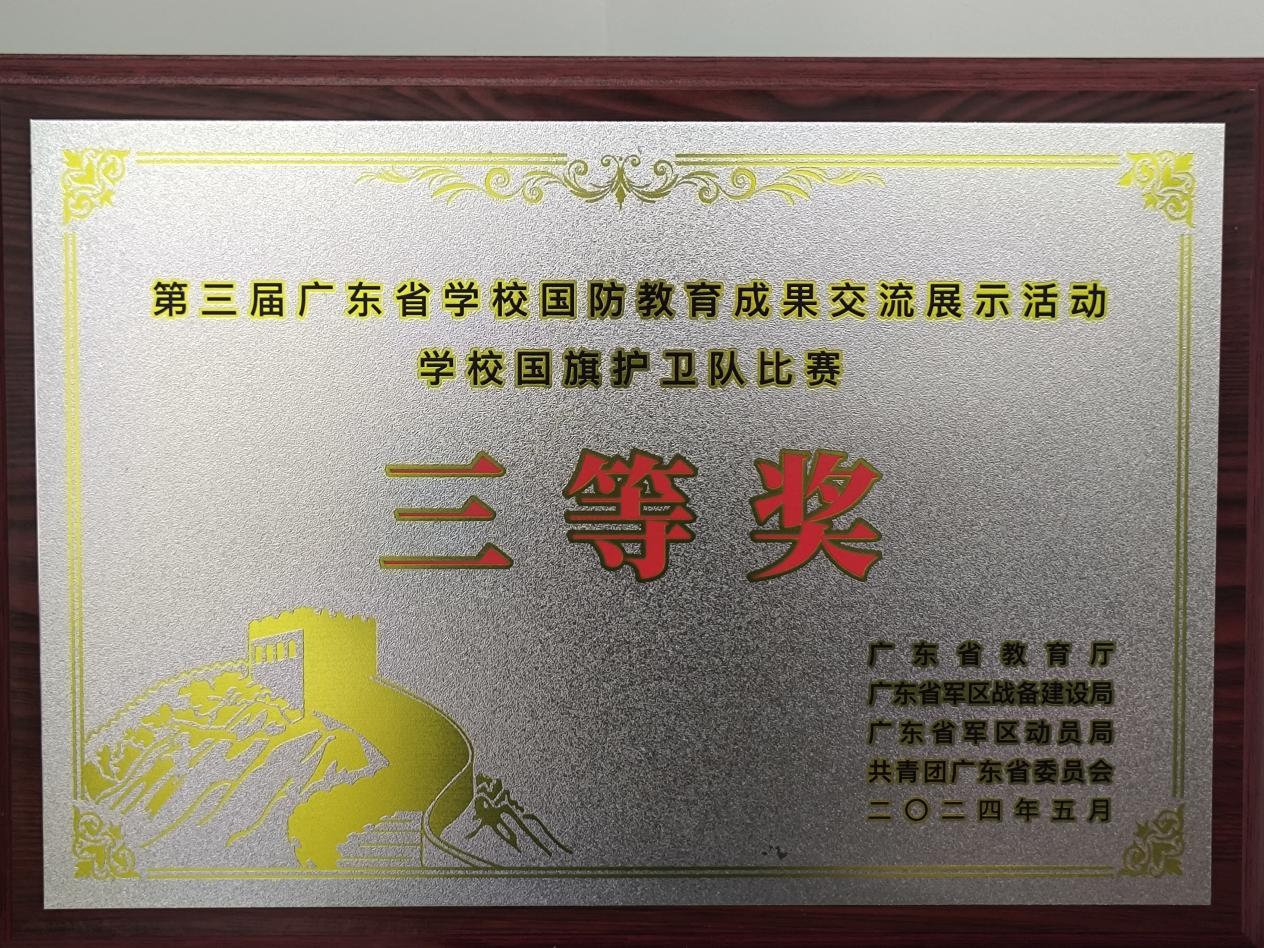 第三届广东省学校国防教育成果交流展示活动
学校国旗护卫队比赛
三等奖
广东省教育厅
广东省军区战备建设局
广东省军区动员局
共青团广东省委员会
二〇二四年五月